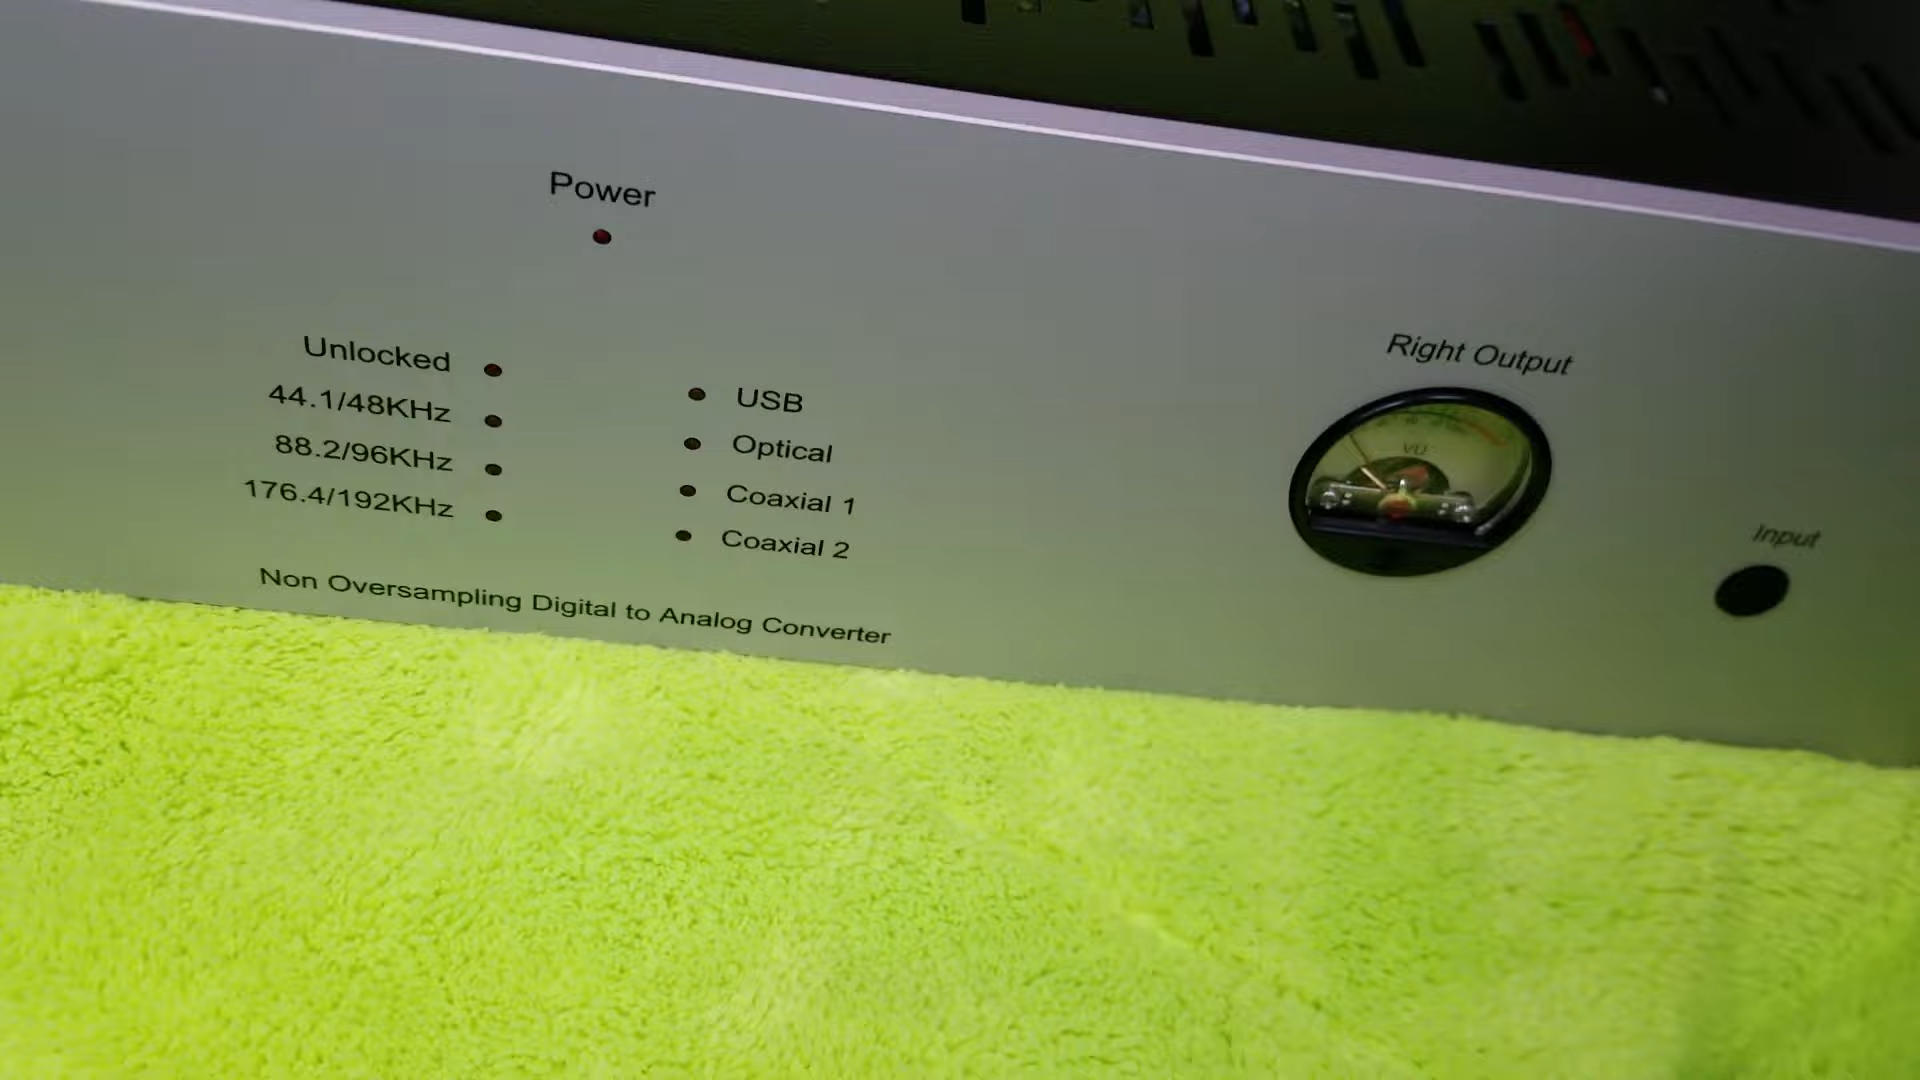 Power
Unlocked
44.1/48KHz
88.2/96KHz
176.4/192KHz
USB
Optical
Coaxial 1
Coaxial 2
Non Oversampling Digital to Analog Converter
Right Output
VU
Input